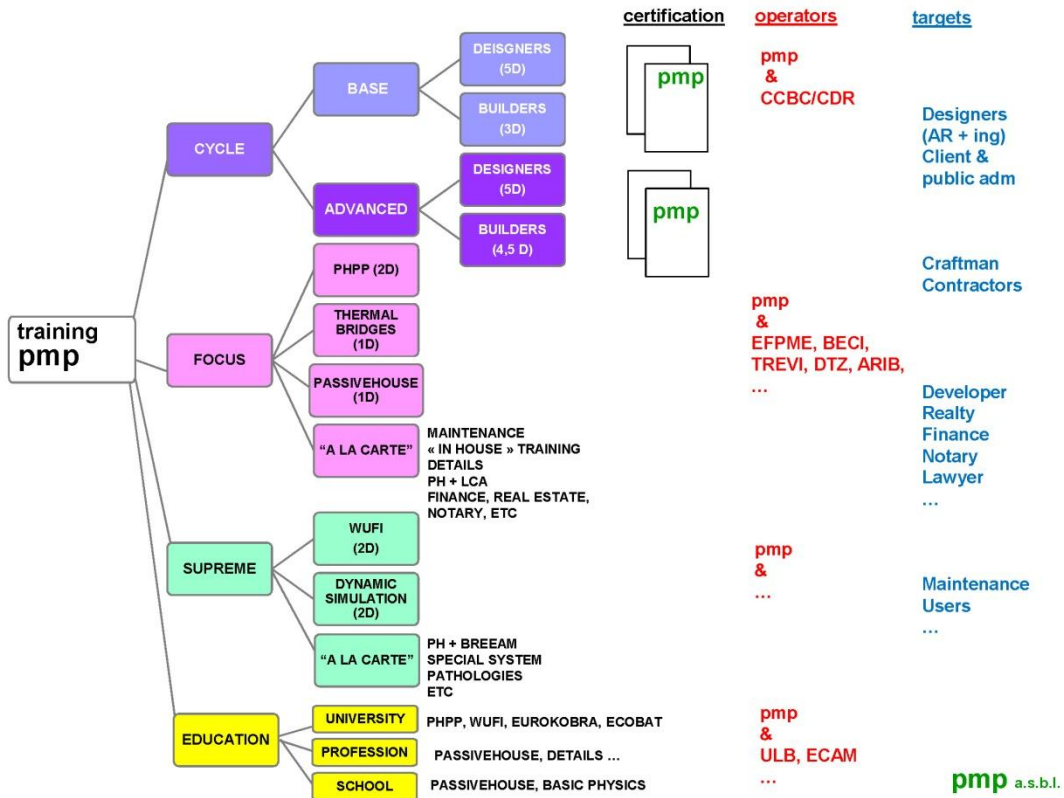 certification
operators
targets
training
pmp
CYCLE
BASE
DEISGNERS
(5D)
BUILDERS
(3D)
ADVANCED
DESIGNERS
(5D)
BUILDERS
(4,5 D)
pmp
pmp
pmp
&
CCBC/CDR
Designers
(AR + ing)
Client &
public adm
Craftman
Contractors
FOCUS
PHPP (2D)
THERMAL
BRIDGES
(1D)
PASSIVEHOUSE
(1D)
“A LA CARTE”
MAINTENANCE
« IN HOUSE » TRAINING
DETAILS
PH + LCA
FINANCE, REAL ESTATE,
NOTARY, ETC
pmp
&
EFPME, BECI,
TREVI, DTZ, ARIB,
...
Developer
Realty
Finance
Notary
Lawyer
...
SUPREME
WUFI
(2D)
DYNAMIC
SIMULATION
(2D)
“A LA CARTE”
PH + BREEAM
SPECIAL SYSTEM
PATHOLOGIES
ETC
pmp
&
...
Maintenance
Users
...
EDUCATION
UNIVERSITY
PHPP, WUFI, EUROKOBRA, ECOBAT
PROFESSION
PASSIVEHOUSE, DETAILS ...
SCHOOL
PASSIVEHOUSE, BASIC PHYSICS
pmp
&
ULB, ECAM
...
pmp a.s.b.l.